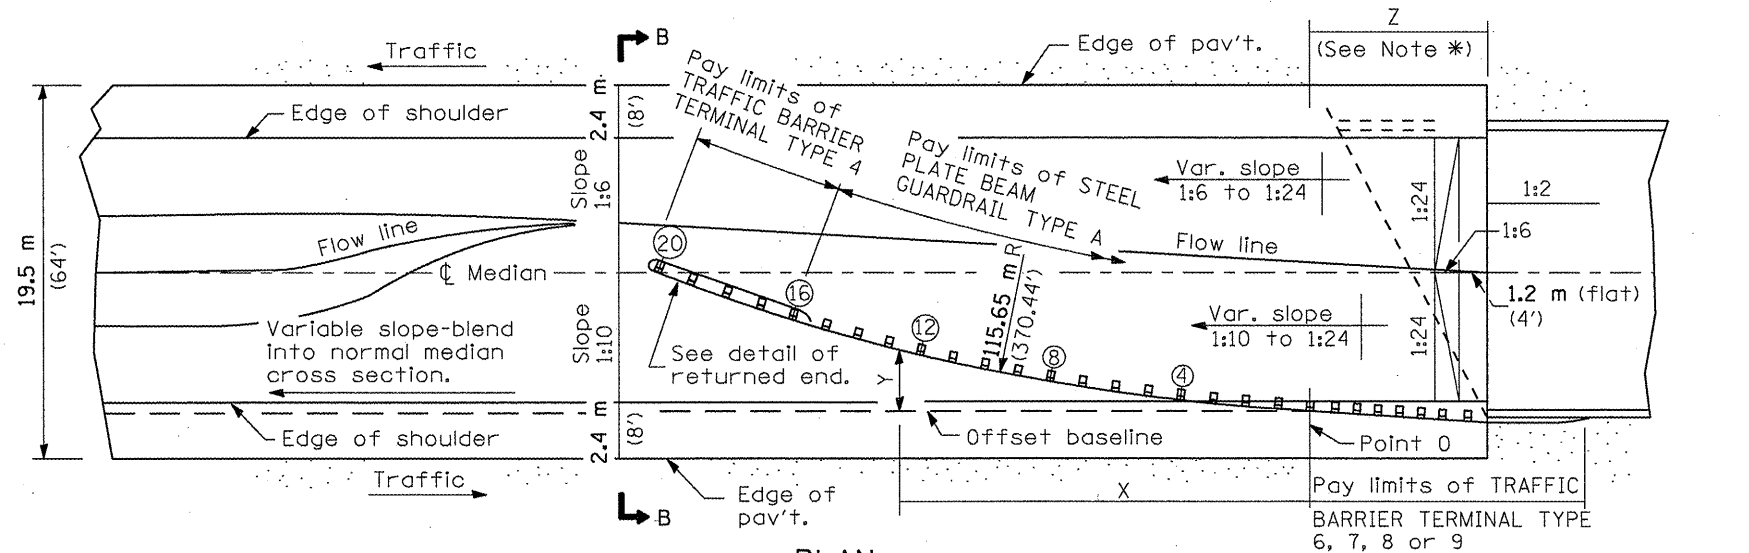 Traffic
B
Edge of pav't.
Z
(See Note *)
Edge of shoulder
2.4 m
(8')
Pay limits of
TRAFFIC BARRIER
TERMINAL TYPE 4
Pay limits of STEEL
PLATE BEAM
GUARDRAIL TYPE A
Var. slope
1:6 to 1:24
1:24
1:2
1:6
Slope
1:6
19.5 m
(64')
Flow line
℄ Median
Flow line
20
16
12
8
4
115.65 m R
(370.44')
1.2 m (flat)
(4')
Var. slope
1:10 to 1:24
1:24
Slope
1:10
Variable slope-blend
into normal median
cross section.
See detail of
returned end.
Y
Edge of shoulder
2.4 m
(8')
Offset baseline
Point 0
Traffic
B
Edge of
pav't.
X
Pay limits of TRAFFIC
BARRIER TERMINAL TYPE
6, 7, 8 or 9